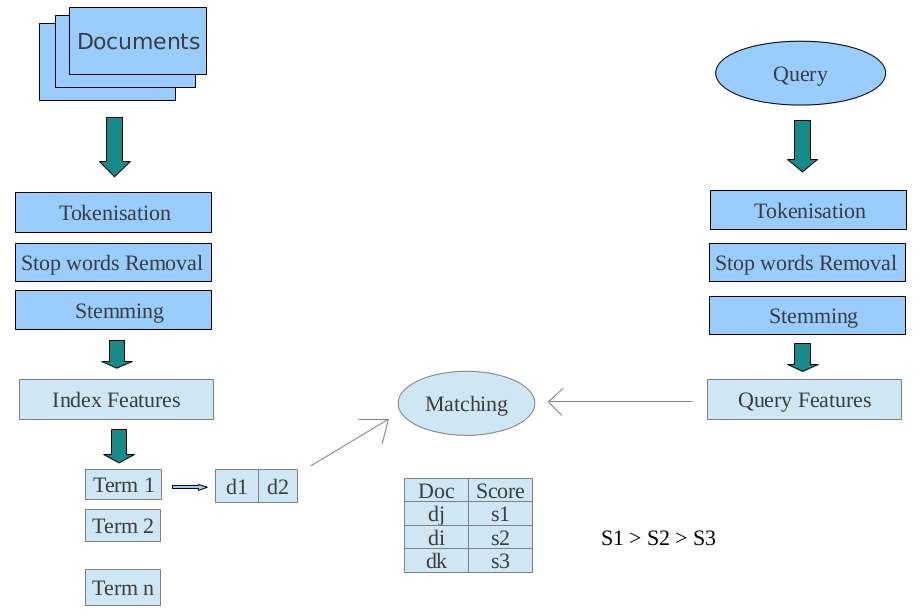 Documents
Query
Tokenisation
Stop words Removal
Stemming
Index Features
Term 1
d1 d2
Term 2
Term n
Tokenisation
Stop words Removal
Stemming
Query Features
Matching
Doc Score
dj s1
di s2
dk s3
S1 > S2 > S3